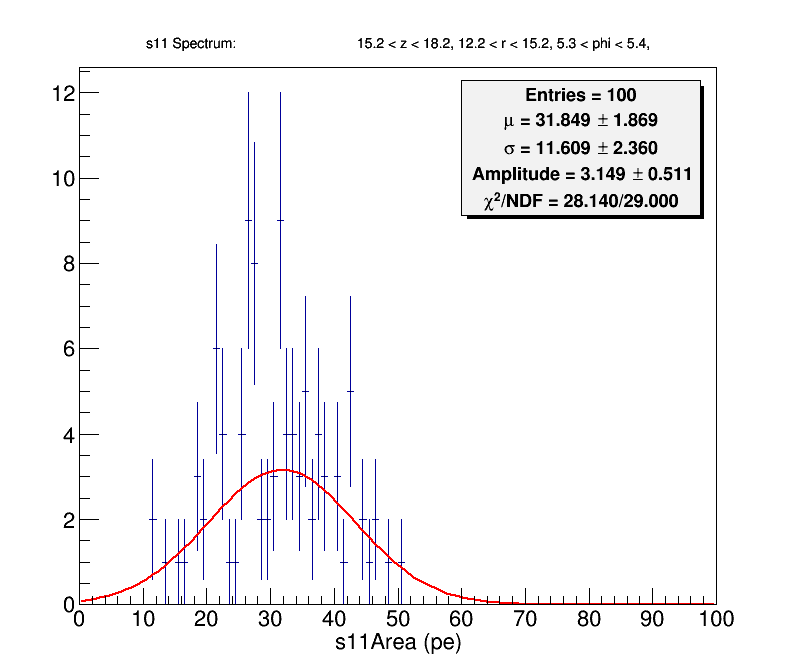 s11 Spectrum: 15.2 < z < 18.2, 12.2 < r < 15.2, 5.3 < phi < 5.4,
Entries = 100
μ = 31.849 ± 1.869
σ = 11.609 ± 2.360
Amplitude = 3.149 ± 0.511
χ²/NDF = 28.140/29.000
12
10
8
6
4
2
0
0 10 20 30 40 50 60 70 80 90 100
s11Area (pe)